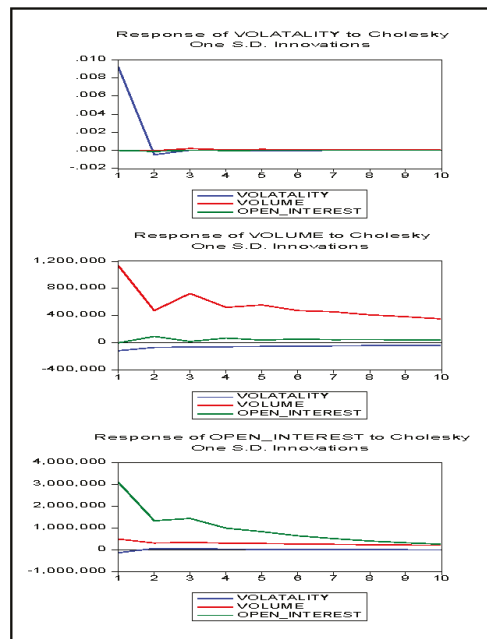 Response of VOLATALITY to Cholesky
One S.D. Innovations
.010
.008
.006
.004
.002
.000
-.002
1 2 3 4 5 6 7 8 9 10
VOLATALITY
VOLUME
OPEN_INTEREST
Response of VOLUME to Cholesky
One S.D. Innovations
1,200,000
800,000
400,000
0
-400,000
1 2 3 4 5 6 7 8 9 10
VOLATALITY
VOLUME
OPEN_INTEREST
Response of OPEN_INTEREST to Cholesky
One S.D. Innovations
4,000,000
3,000,000
2,000,000
1,000,000
0
-1,000,000
1 2 3 4 5 6 7 8 9 10
VOLATALITY
VOLUME
OPEN_INTEREST